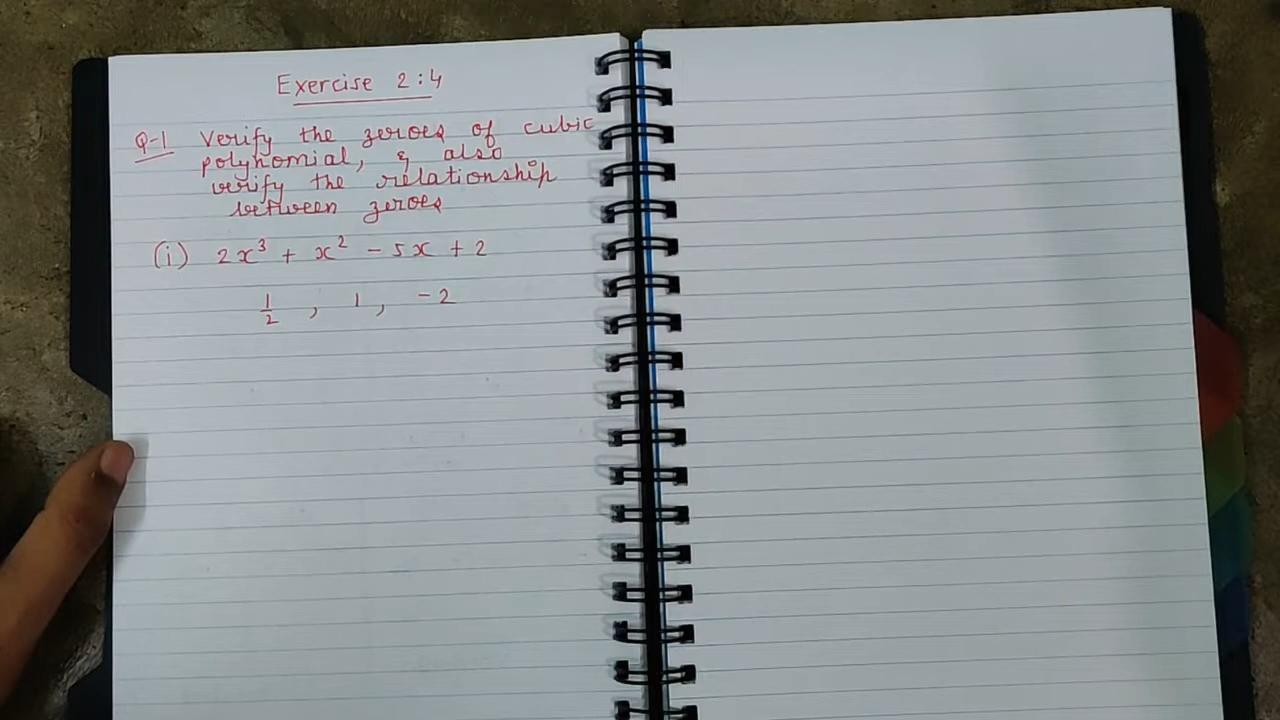 Exercise 2:4
Q-1 Verify the zeroes of cubic
polynomial, & also
verify the relationship
between zeroes
(i) 2x³ + x² - 5x + 2
1/2 , 1, -2